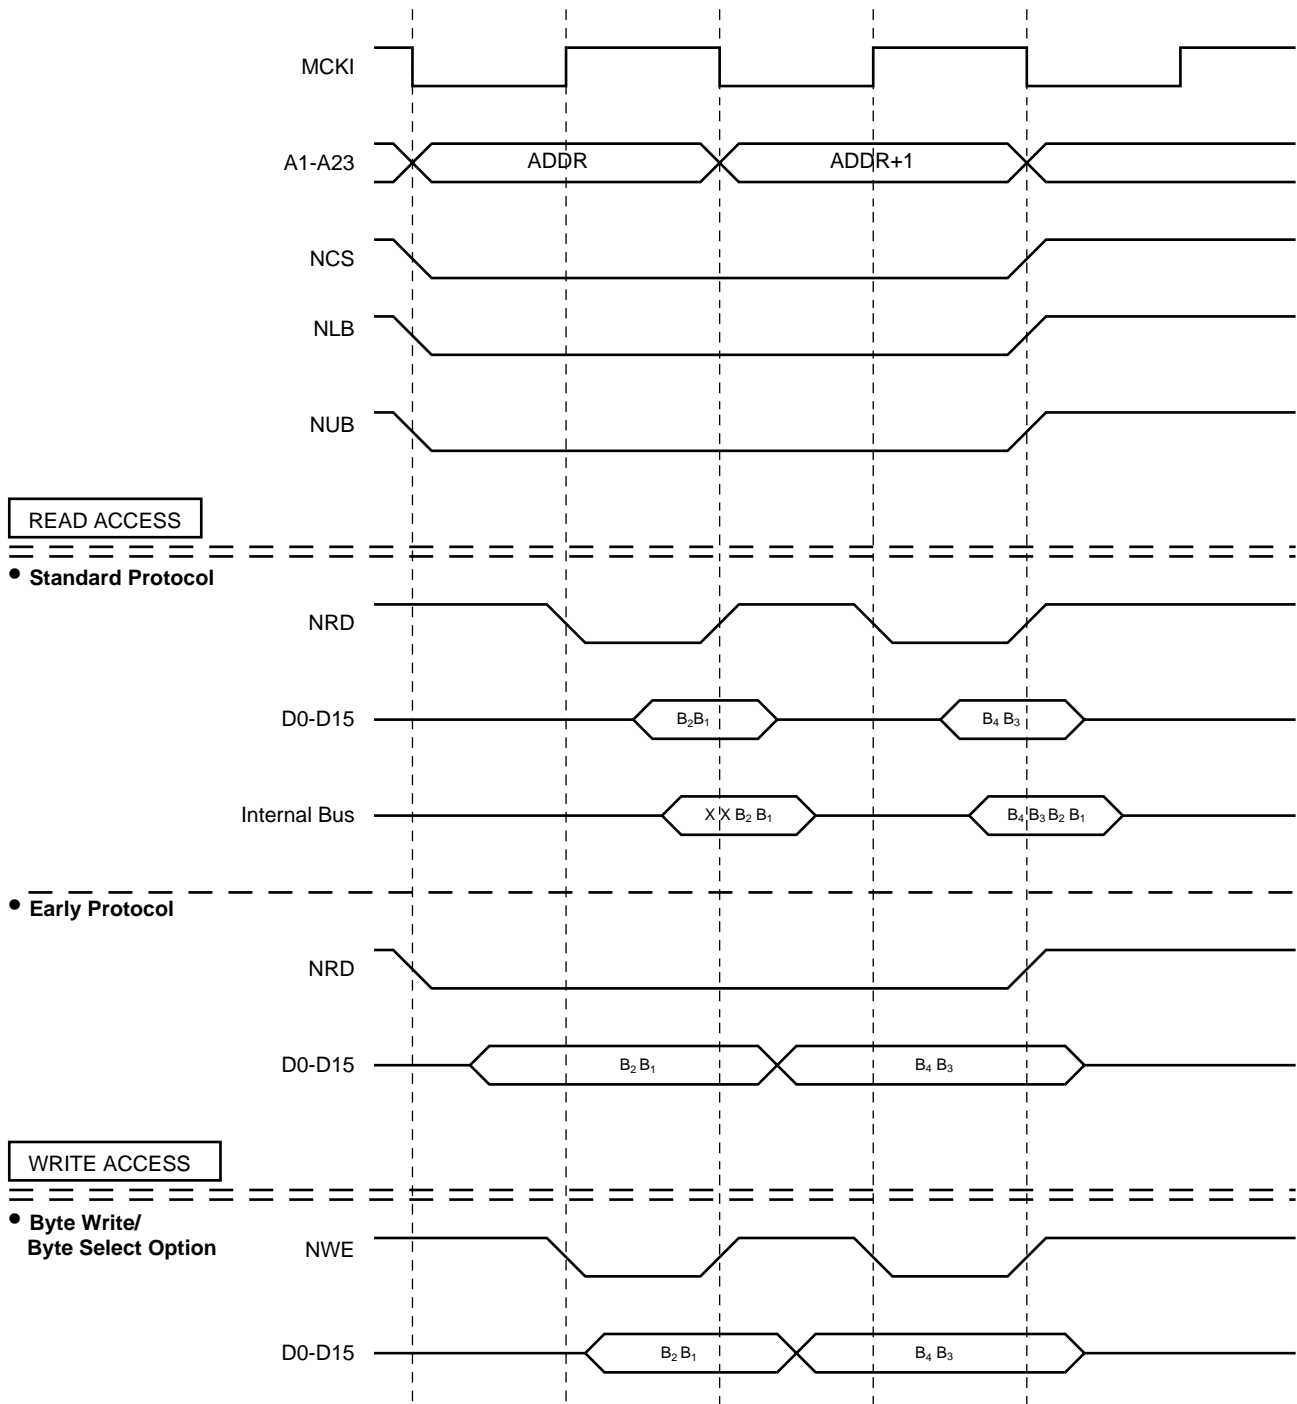 MCKI
A1-A23 ADDR ADDR+1
NCS
NLB
NUB
READ ACCESS
• Standard Protocol
NRD
D0-D15 B₂B₁ B₄ B₃
Internal Bus X X B₂ B₁ B₄ B₃ B₂ B₁
• Early Protocol
NRD
D0-D15 B₂ B₁ B₄ B₃
WRITE ACCESS
• Byte Write/
Byte Select Option
NWE
D0-D15 B₂ B₁ B₄ B₃